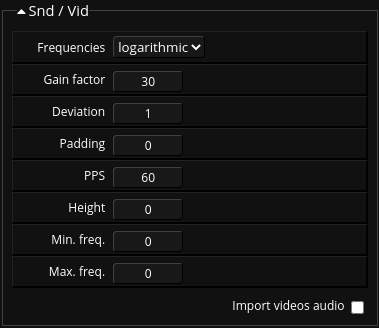 Snd / Vid
Frequencies logarithmic
Gain factor 30
Deviation 1
Padding 0
PPS 60
Height 0
Min. freq. 0
Max. freq. 0
Import videos audio